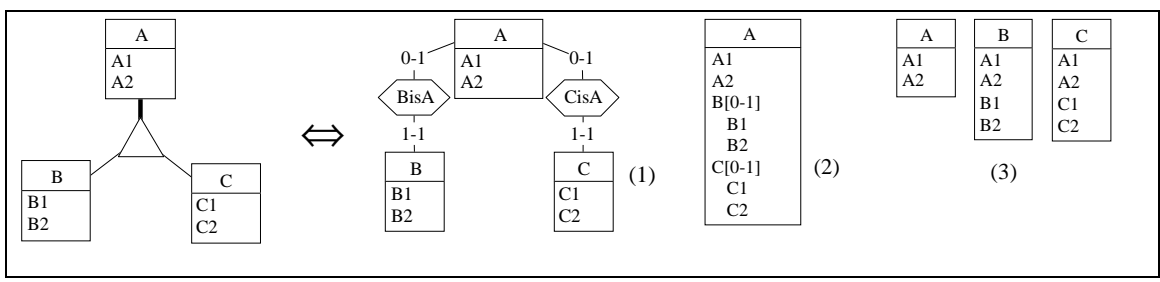 A
A1
A2
B
B1
B2
C
C1
C2
A
A1
A2
0-1
0-1
BisA
CisA
1-1
1-1
B
B1
B2
C
C1
C2
(1)
A
A1
A2
B[0-1]
B1
B2
C[0-1]
C1
C2
(2)
A
A1
A2
B
A1
A2
B1
B2
C
A1
A2
C1
C2
(3)